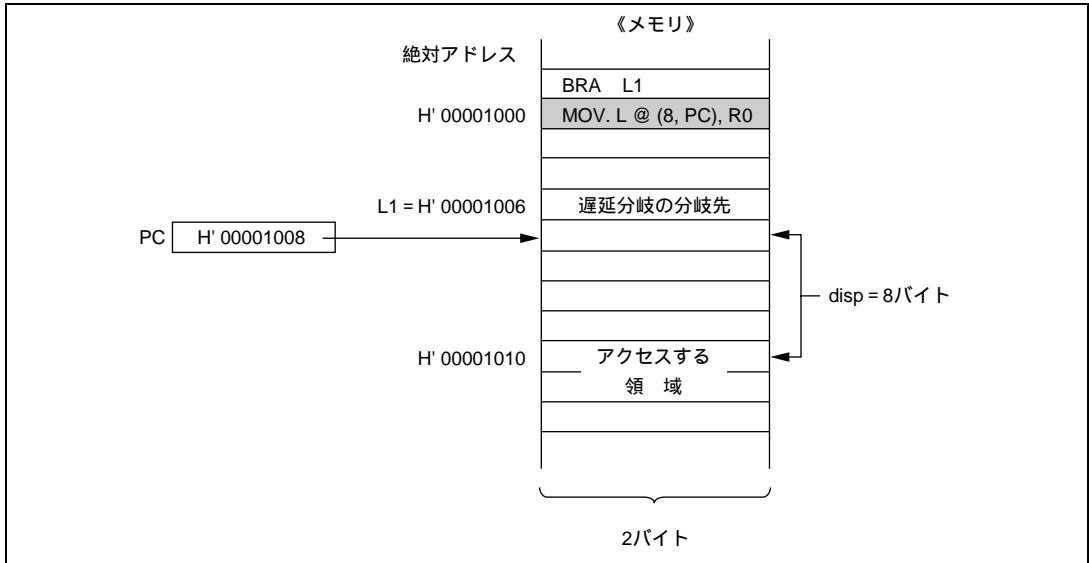 《メモリ》
絶対アドレス
BRA L1
H' 00001000 MOV. L @ (8, PC), R0
L1 = H' 00001006 遅延分岐の分岐先
PC H' 00001008
disp = 8バイト
H' 00001010 アクセスする
領 域
2バイト